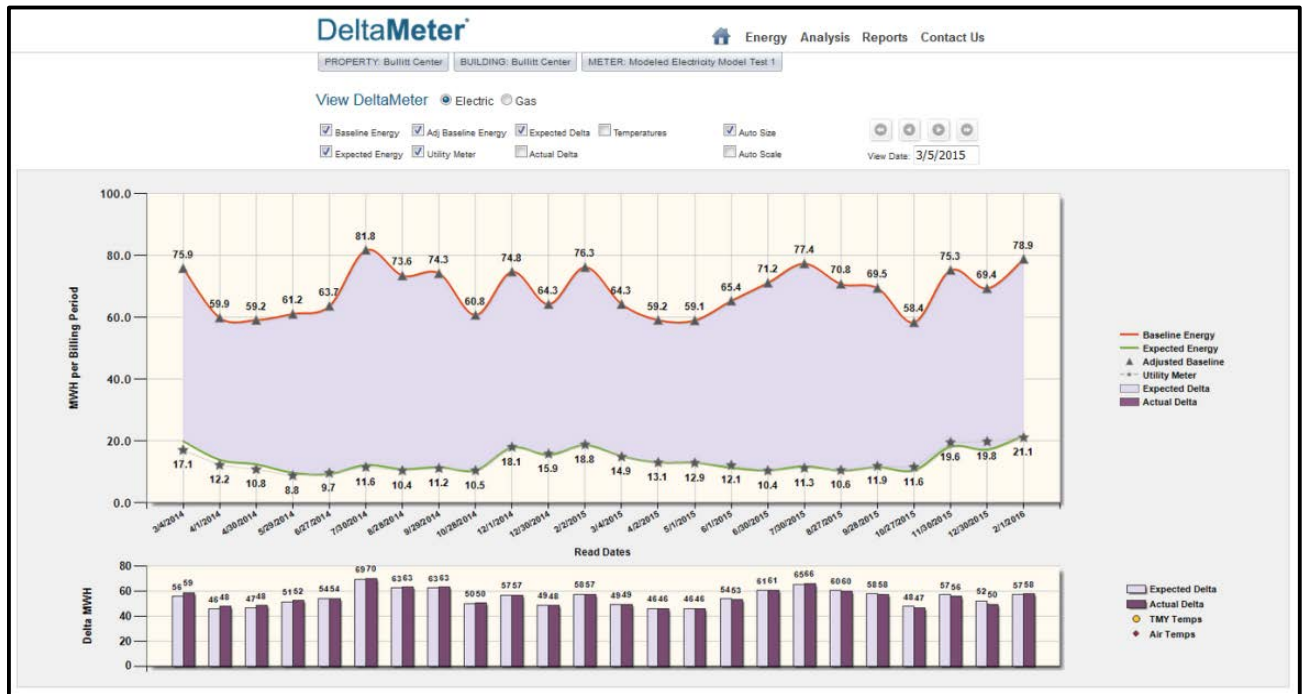 DeltaMeter
Energy Analysis Reports Contact Us
PROPERTY: Bullitt Center BUILDING: Bullitt Center METER: Modeled Electricity Model Test 1
View DeltaMeter Electric Gas
Baseline Energy Adj Baseline Energy Expected Delta Temperatures Auto Size
Expected Energy Utility Meter Actual Delta Auto Scale View Date: 3/5/2015
100.0
80.0
60.0
40.0
20.0
0.0
MWH per Billing Period
75.9 59.9 59.2 61.2 63.7 81.8 73.6 74.3 60.8 74.8 64.3 76.3 64.3 59.2 59.1 65.4 71.2 77.4 70.8 69.5 58.4 75.3 69.4 78.9
17.1 12.2 10.8 8.8 9.7 11.6 10.4 11.2 10.5 18.1 15.9 18.8 14.9 13.1 12.9 12.1 10.4 11.3 10.6 11.9 11.6 19.6 19.8 21.1
3/4/2014 4/1/2014 4/30/2014 5/29/2014 6/27/2014 7/30/2014 8/28/2014 9/29/2014 10/28/2014 12/1/2014 12/30/2014 2/2/2015 3/4/2015 4/2/2015 5/1/2015 6/1/2015 6/30/2015 7/30/2015 8/27/2015 9/28/2015 10/27/2015 11/30/2015 12/30/2015 2/1/2016
Read Dates
Baseline Energy
Expected Energy
Adjusted Baseline
Utility Meter
Expected Delta
Actual Delta
80
60
40
20
0
Delta MWH
56 59 46 48 47 48 51 52 54 54 69 70 63 63 63 63 50 50 57 57 49 48 58 57 49 49 46 46 46 46 54 53 61 61 65 66 60 60 58 58 48 47 57 56 52 50 57 58
Expected Delta
Actual Delta
TMY Temps
Air Temps